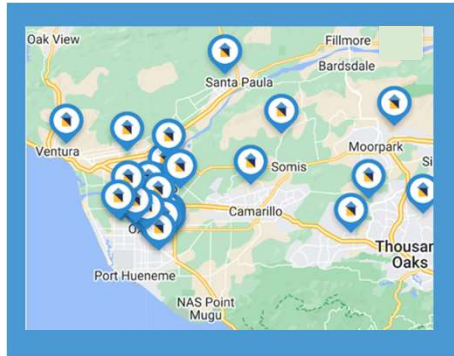 Oak View
Fillmore
Bardsdale
Santa Paula
Ventura
Moorpark
Somis
Camarillo
Thousan
Oaks
Port Hueneme
NAS Point
Mugu